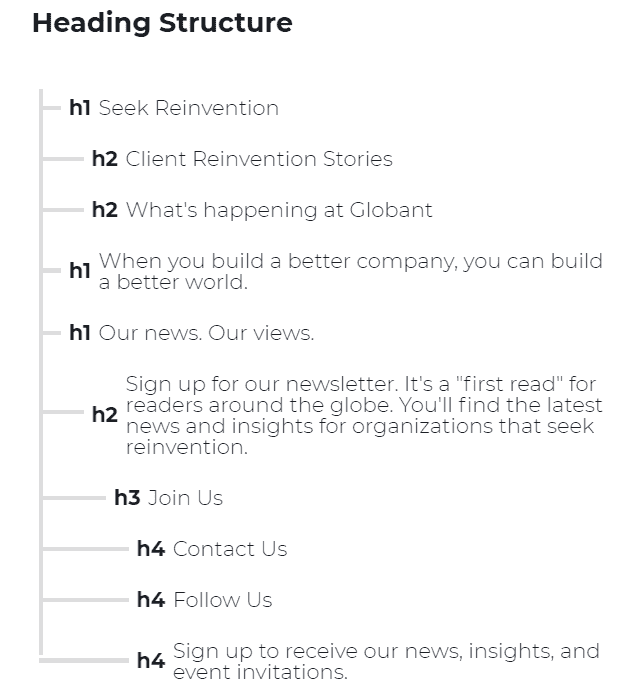 Heading Structure
h1 Seek Reinvention
h2 Client Reinvention Stories
h2 What's happening at Globant
h1 When you build a better company, you can build
a better world.
h1 Our news. Our views.
h2 Sign up for our newsletter. It's a "first read" for
readers around the globe. You'll find the latest
news and insights for organizations that seek
reinvention.
h3 Join Us
h4 Contact Us
h4 Follow Us
h4 Sign up to receive our news, insights, and
event invitations.